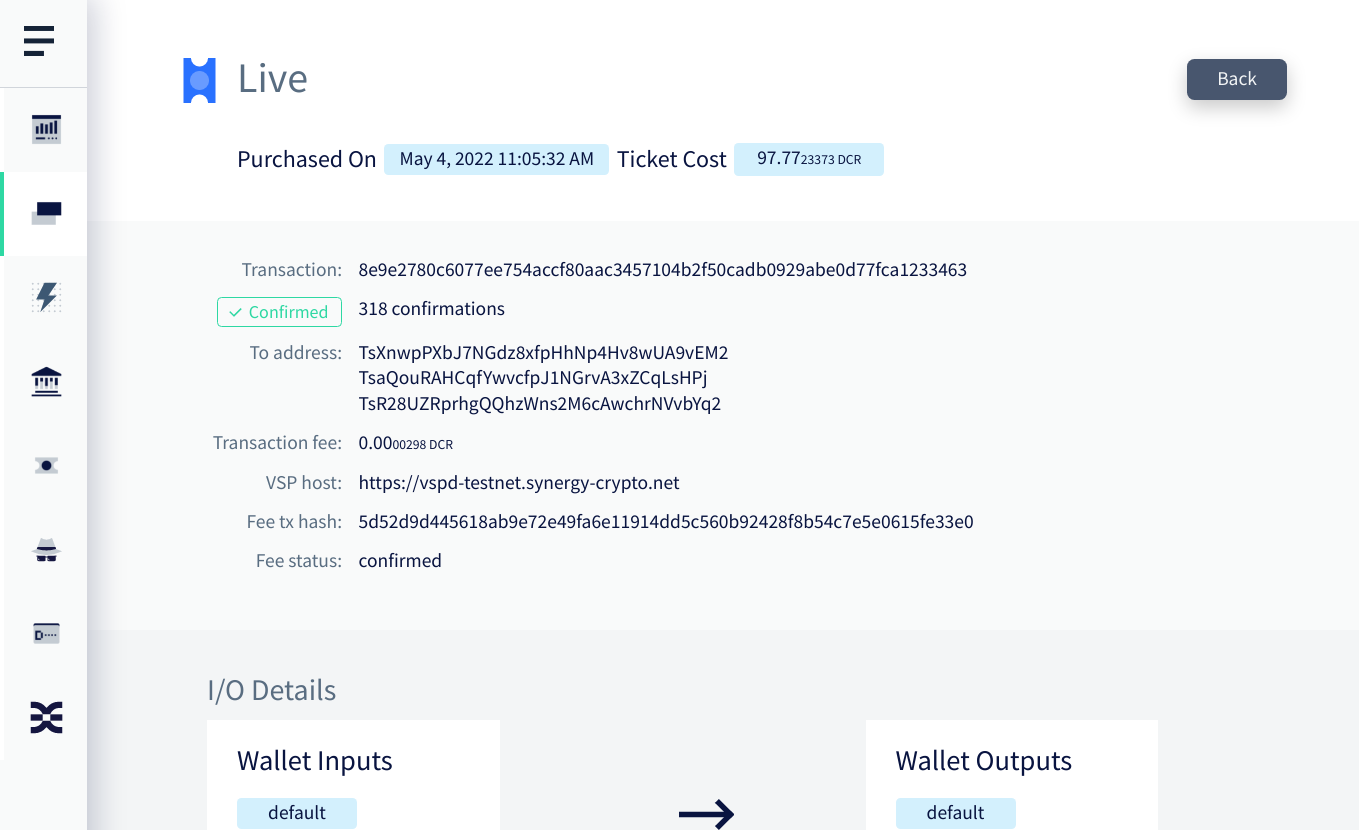 Live
Back
Purchased On May 4, 2022 11:05:32 AM Ticket Cost 97.7723373 DCR
Transaction: 8e9e2780c6077ee754accf80aac3457104b2f50cadb0929abe0d77fca1233463
Confirmed 318 confirmations
To address: TsXnwpPXbJ7NGdz8xfpHhNp4Hv8wUA9vEM2
TsaQouRAHCqfYwvcfpJ1NGrvA3xZCqLsHPj
TsR28UZRprhgQQhzWns2M6cAwchrNVvbYq2
Transaction fee: 0.0000298 DCR
VSP host: https://vspd-testnet.synergy-crypto.net
Fee tx hash: 5d52d9d445618ab9e72e49fa6e11914dd5c560b92428f8b54c7e5e0615fe33e0
Fee status: confirmed
I/O Details
Wallet Inputs
Wallet Outputs
default
default